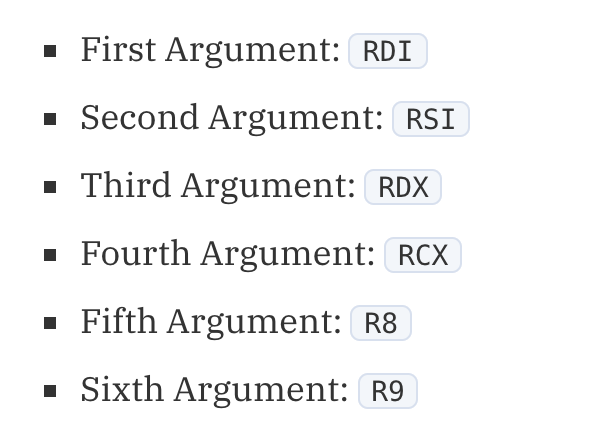 First Argument: RDI
Second Argument: RSI
Third Argument: RDX
Fourth Argument: RCX
Fifth Argument: R8
Sixth Argument: R9